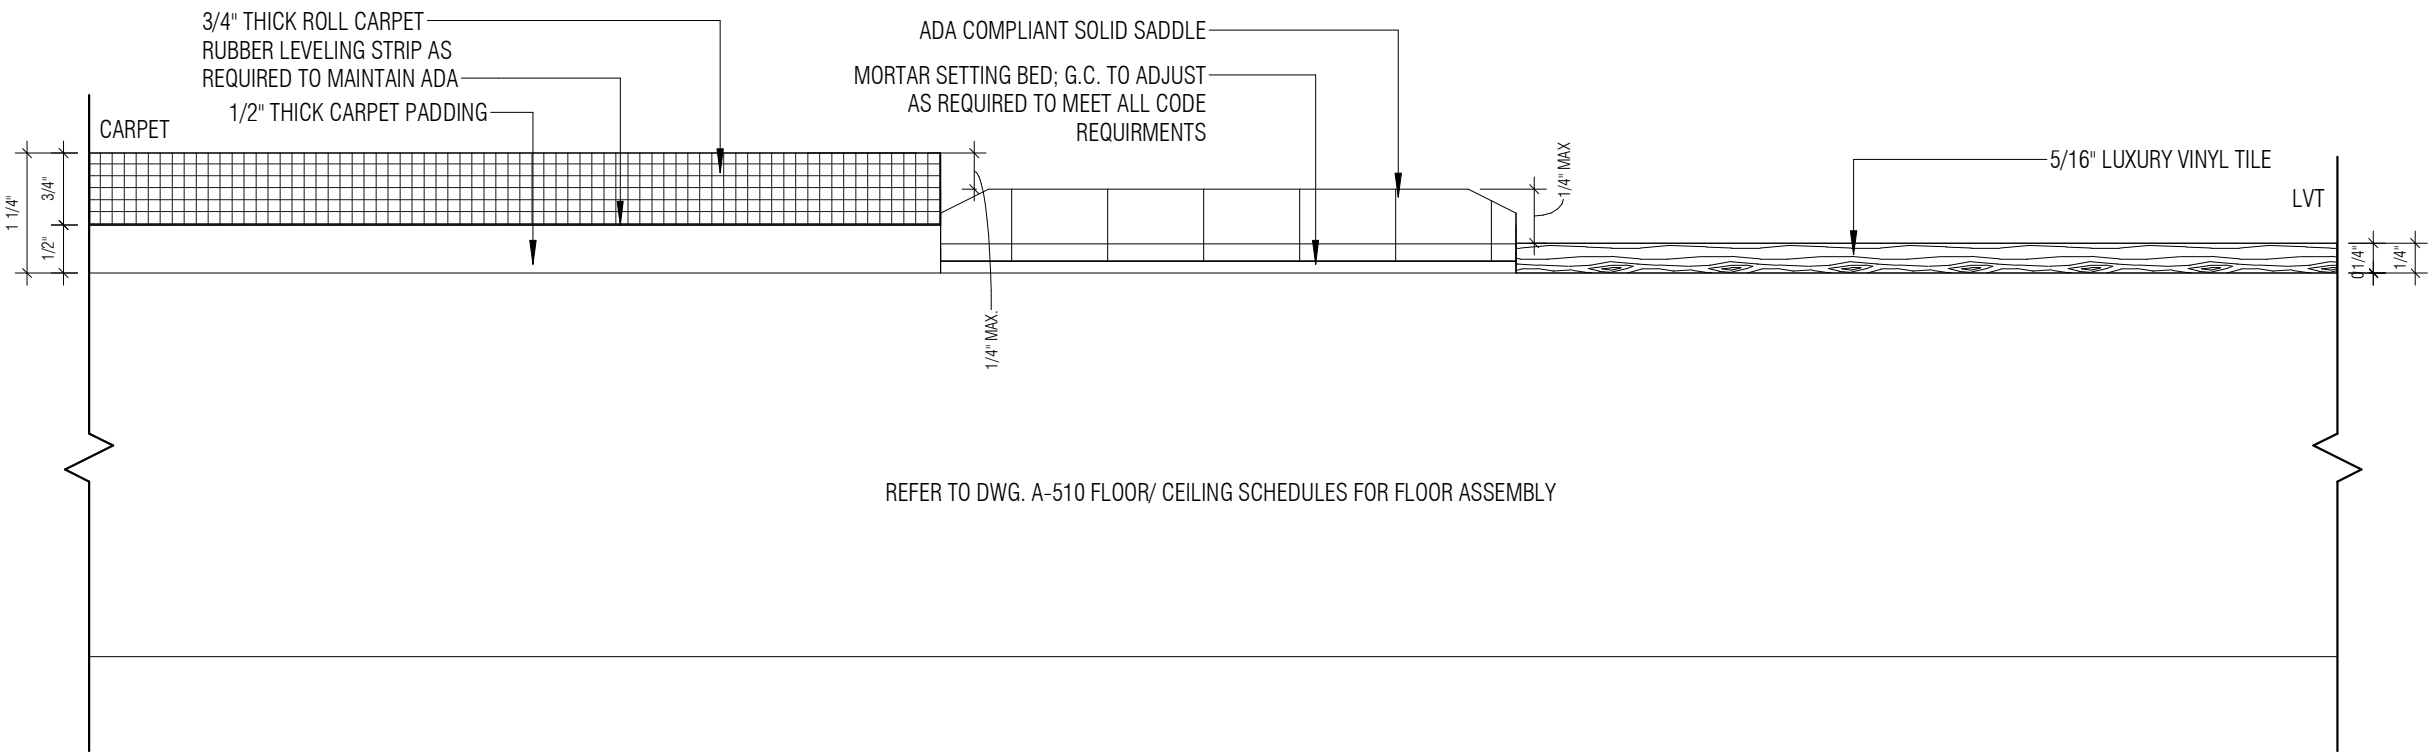 3/4" THICK ROLL CARPET
RUBBER LEVELING STRIP AS
REQUIRED TO MAINTAIN ADA
1/2" THICK CARPET PADDING
CARPET
ADA COMPLIANT SOLID SADDLE
MORTAR SETTING BED; G.C. TO ADJUST
AS REQUIRED TO MEET ALL CODE
REQUIRMENTS
5/16" LUXURY VINYL TILE
LVT
1 1/4"
3/4"
1/2"
1/4" MAX.
1/4" MAX
1/4"
0
1/4"
REFER TO DWG. A-510 FLOOR/ CEILING SCHEDULES FOR FLOOR ASSEMBLY